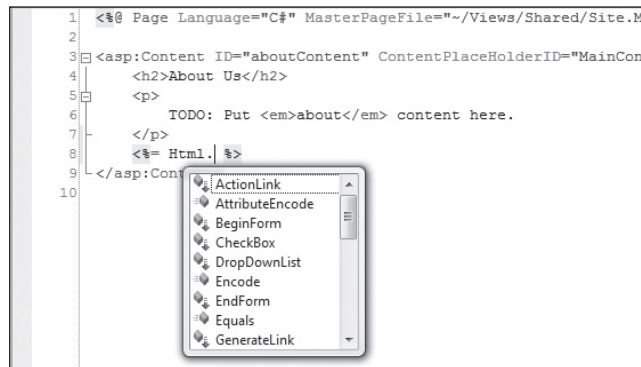 1 <%@ Page Language="C#" MasterPageFile="~/Views/Shared/Site.M
2
3 <asp:Content ID="aboutContent" ContentPlaceHolderID="MainCon
4 <h2>About Us</h2>
5 <p>
6 TODO: Put <em>about</em> content here.
7 </p>
8 <%= Html. %>
9 </asp:Cont
10
ActionLink
AttributeEncode
BeginForm
CheckBox
DropDownList
Encode
EndForm
Equals
GenerateLink